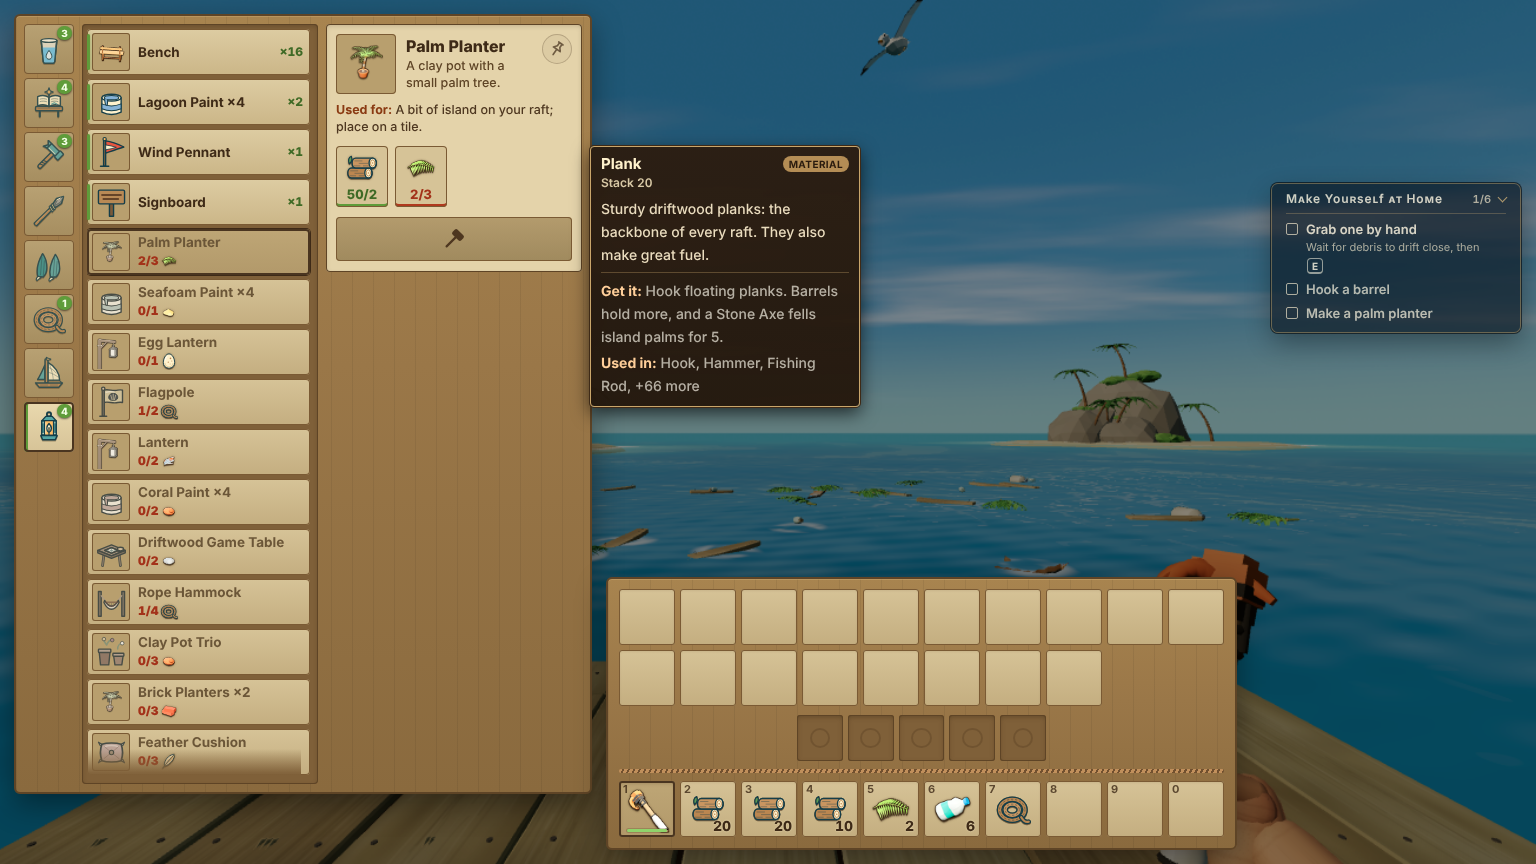 3
4
3
1
4
Bench
×16
Lagoon Paint ×4
×2
Wind Pennant
×1
Signboard
×1
Palm Planter
2/3
Seafoam Paint ×4
0/1
Egg Lantern
0/1
Flagpole
1/2
Lantern
0/2
Coral Paint ×4
0/2
Driftwood Game Table
0/2
Rope Hammock
1/4
Clay Pot Trio
0/3
Brick Planters ×2
0/3
Feather Cushion
0/3
Palm Planter
A clay pot with a
small palm tree.
Used for: A bit of island on your raft;
place on a tile.
50/2
2/3
Plank
MATERIAL
Stack 20
Sturdy driftwood planks: the
backbone of every raft. They also
make great fuel.
Get it: Hook floating planks. Barrels
hold more, and a Stone Axe fells
island palms for 5.
Used in: Hook, Hammer, Fishing
Rod, +66 more
Make Yourself at Home
1/6
Grab one by hand
Wait for debris to drift close, then
E
Hook a barrel
Make a palm planter
1
2
20
3
20
4
10
5
2
6
6
7
8
9
0